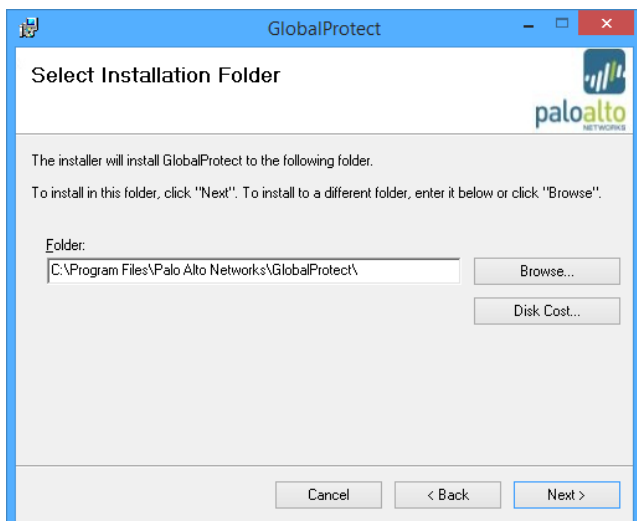 GlobalProtect
Select Installation Folder
paloalto
NETWORKS
The installer will install GlobalProtect to the following folder.
To install in this folder, click "Next". To install to a different folder, enter it below or click "Browse".
Folder:
C:\Program Files\Palo Alto Networks\GlobalProtect\
Browse...
Disk Cost...
Cancel
< Back
Next >